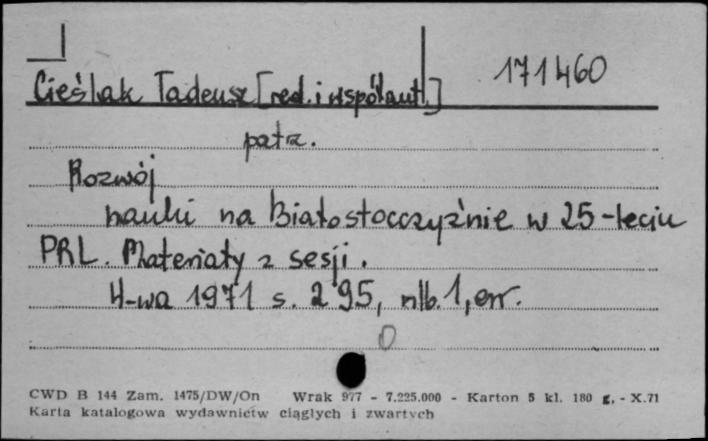 171460
Cieślak Tadeusz [red. i współaut.]
patrz.
Rozwój
nauki na Białostocczyźnie w 25-leciu
PRL. Materiały z sesji.
W-wa 1971 s. 295, nlb. 1, err.
0
CWD B 144 Zam. 1475/DW/On Wrak 977 - 7.225.000 - Karton 5 kl. 180 g. - X.71
Karta katalogowa wydawnictw ciągłych i zwartych